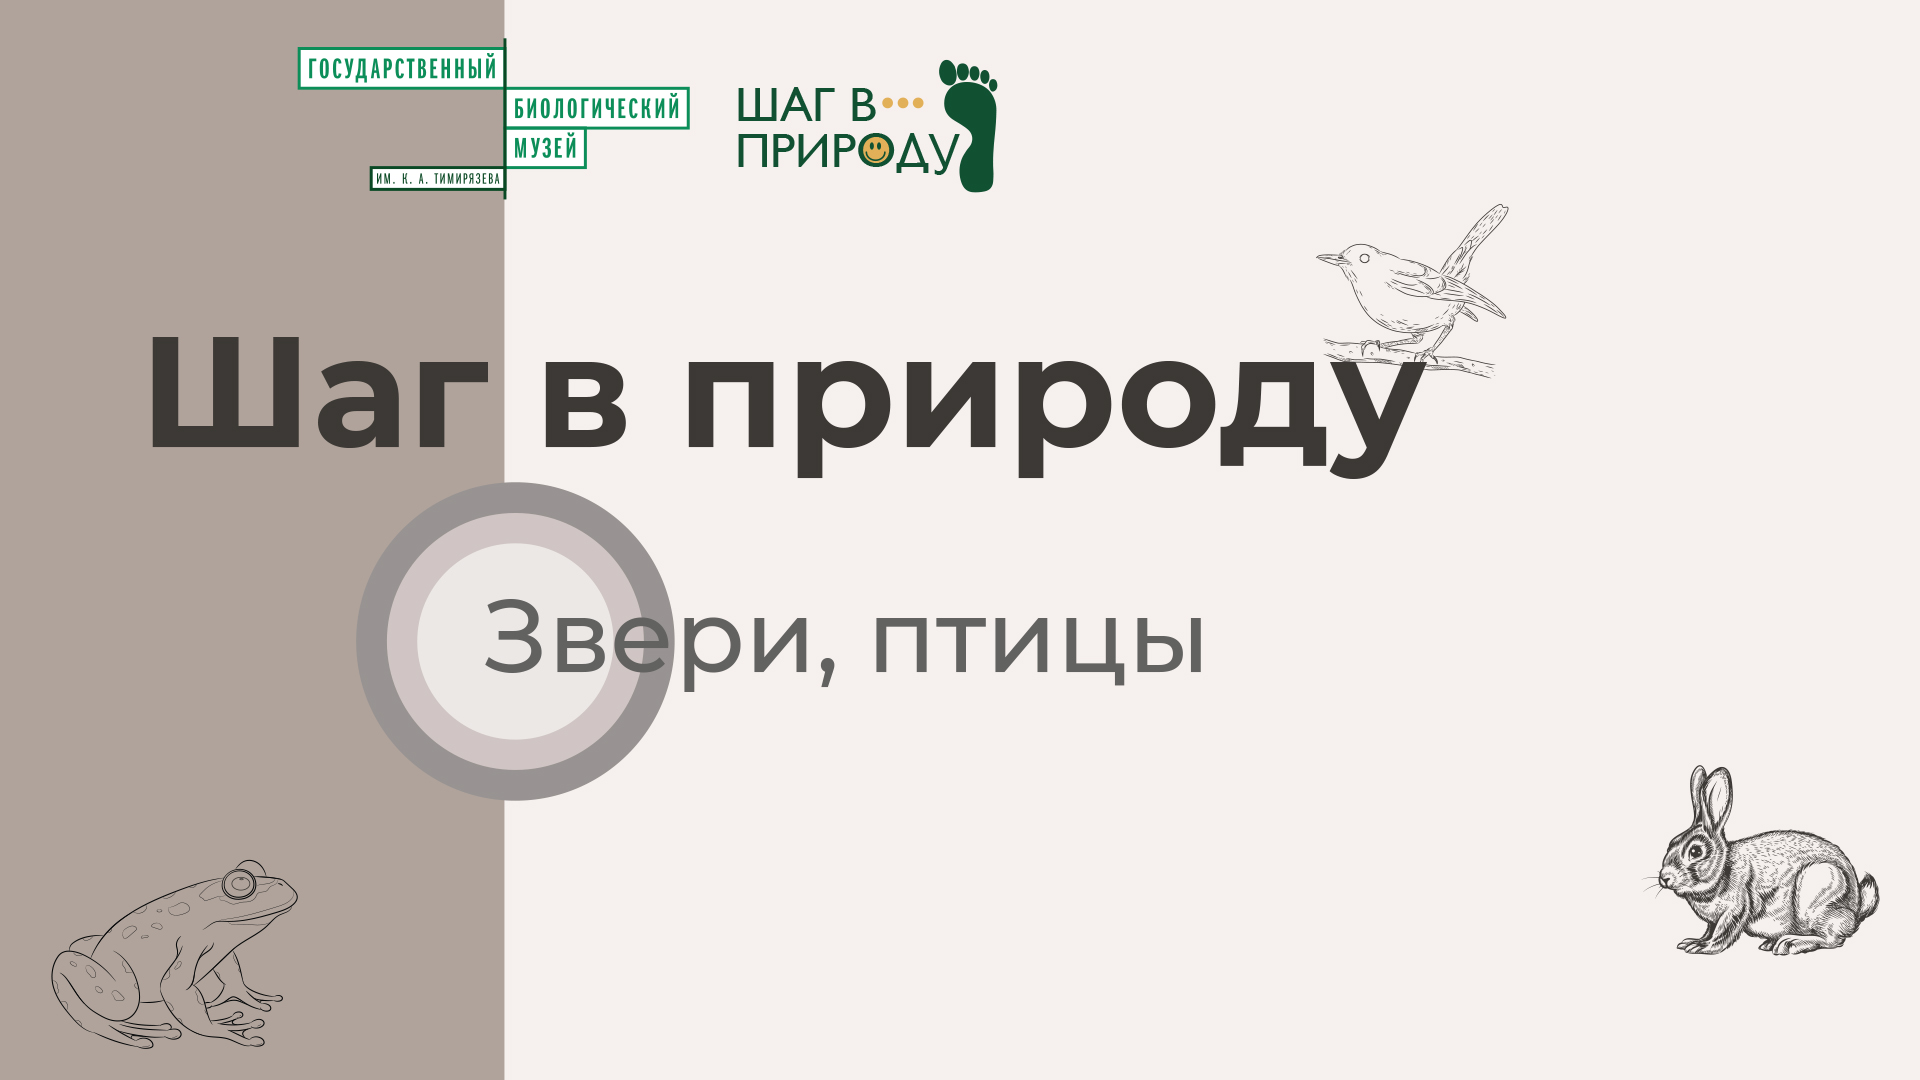 ГОСУДАРСТВЕННЫЙ
БИОЛОГИЧЕСКИЙ
МУЗЕЙ
ИМ. К. А. ТИМИРЯЗЕВА
ШАГ В•••
ПРИРОДУ
Шаг в природу
Звери, птицы